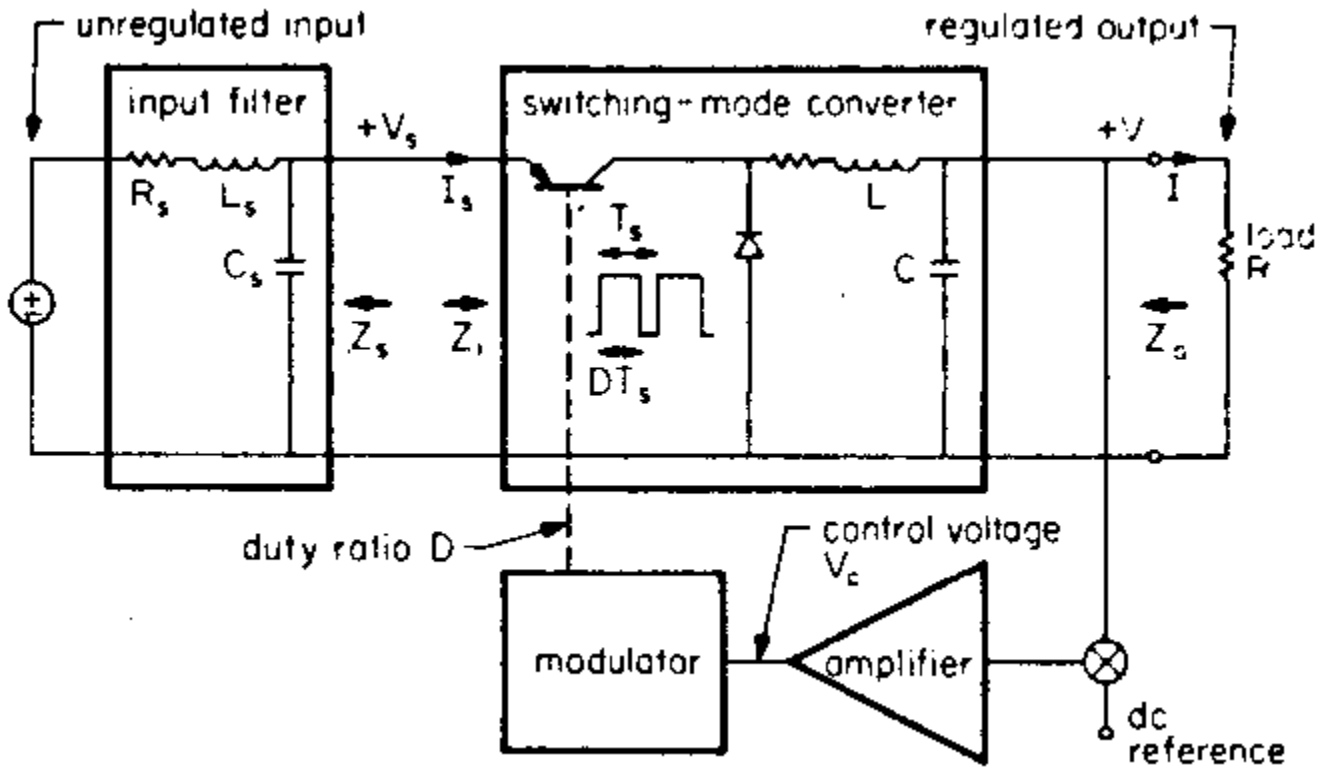 unregulated input
regulated output
input filter
switching-mode converter
+Vₛ
+V
Rₛ
Lₛ
Iₛ
L
I
Tₛ
load
R
Cₛ
C
Zₛ
Zᵢ
Zₒ
DTₛ
duty ratio D
control voltage
V꜀
modulator
amplifier
dc
reference